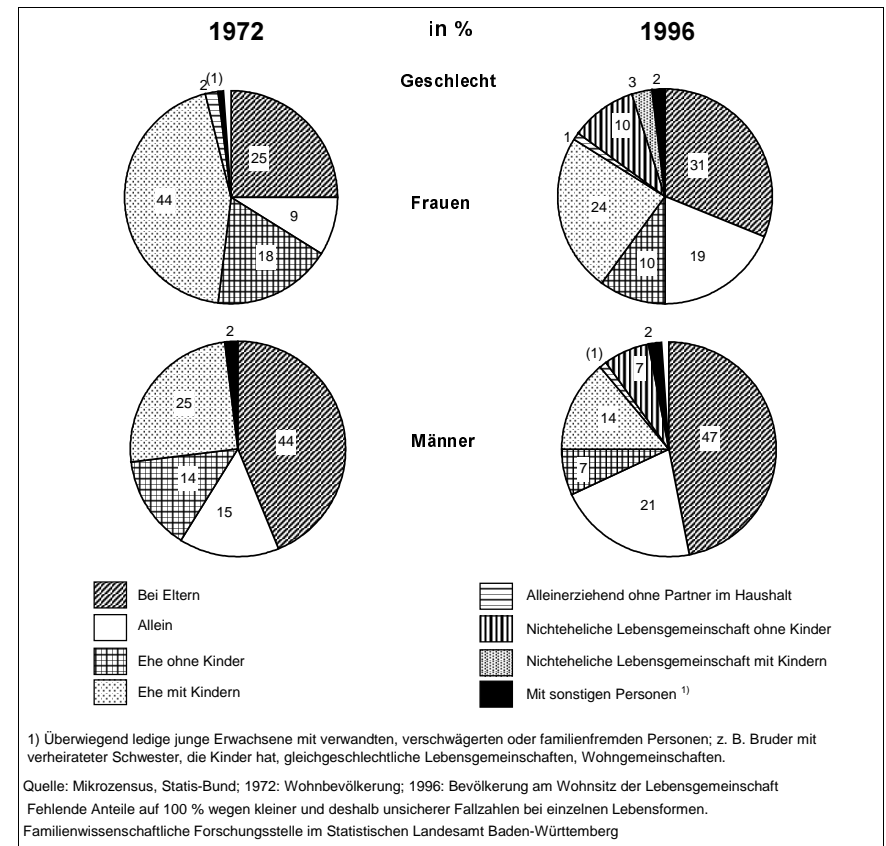 1972 in % 1996
Geschlecht
2 (1)
25
44
9
18
3 2
10
1
31
24
19
10
Frauen
2
25
44
14
15
2
(1)
7
14
47
7
21
Männer
Bei Eltern
Allein
Ehe ohne Kinder
Ehe mit Kindern
Alleinerziehend ohne Partner im Haushalt
Nichteheliche Lebensgemeinschaft ohne Kinder
Nichteheliche Lebensgemeinschaft mit Kindern
Mit sonstigen Personen 1)
1) Überwiegend ledige junge Erwachsene mit verwandten, verschwägerten oder familienfremden Personen; z. B. Bruder mit
verheirateter Schwester, die Kinder hat, gleichgeschlechtliche Lebensgemeinschaften, Wohngemeinschaften.
Quelle: Mikrozensus, Statis-Bund; 1972: Wohnbevölkerung; 1996: Bevölkerung am Wohnsitz der Lebensgemeinschaft
Fehlende Anteile auf 100 % wegen kleiner und deshalb unsicherer Fallzahlen bei einzelnen Lebensformen.
Familienwissenschaftliche Forschungsstelle im Statistischen Landesamt Baden-Württemberg